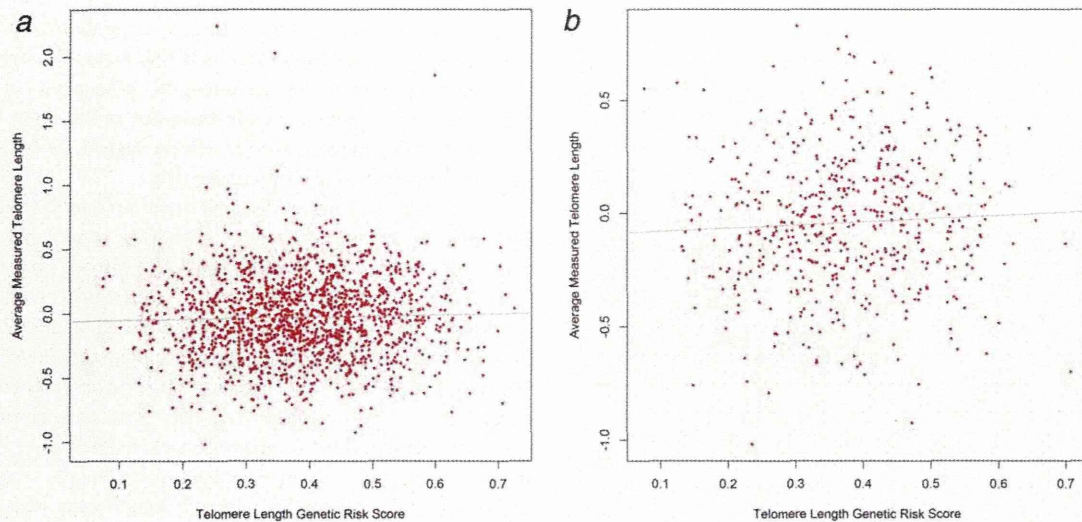 a
Average Measured Telomere Length
2.0
1.5
1.0
0.5
0.0
-0.5
-1.0
0.1 0.2 0.3 0.4 0.5 0.6 0.7
Telomere Length Genetic Risk Score
b
Average Measured Telomere Length
0.5
0.0
-0.5
-1.0
0.1 0.2 0.3 0.4 0.5 0.6 0.7
Telomere Length Genetic Risk Score